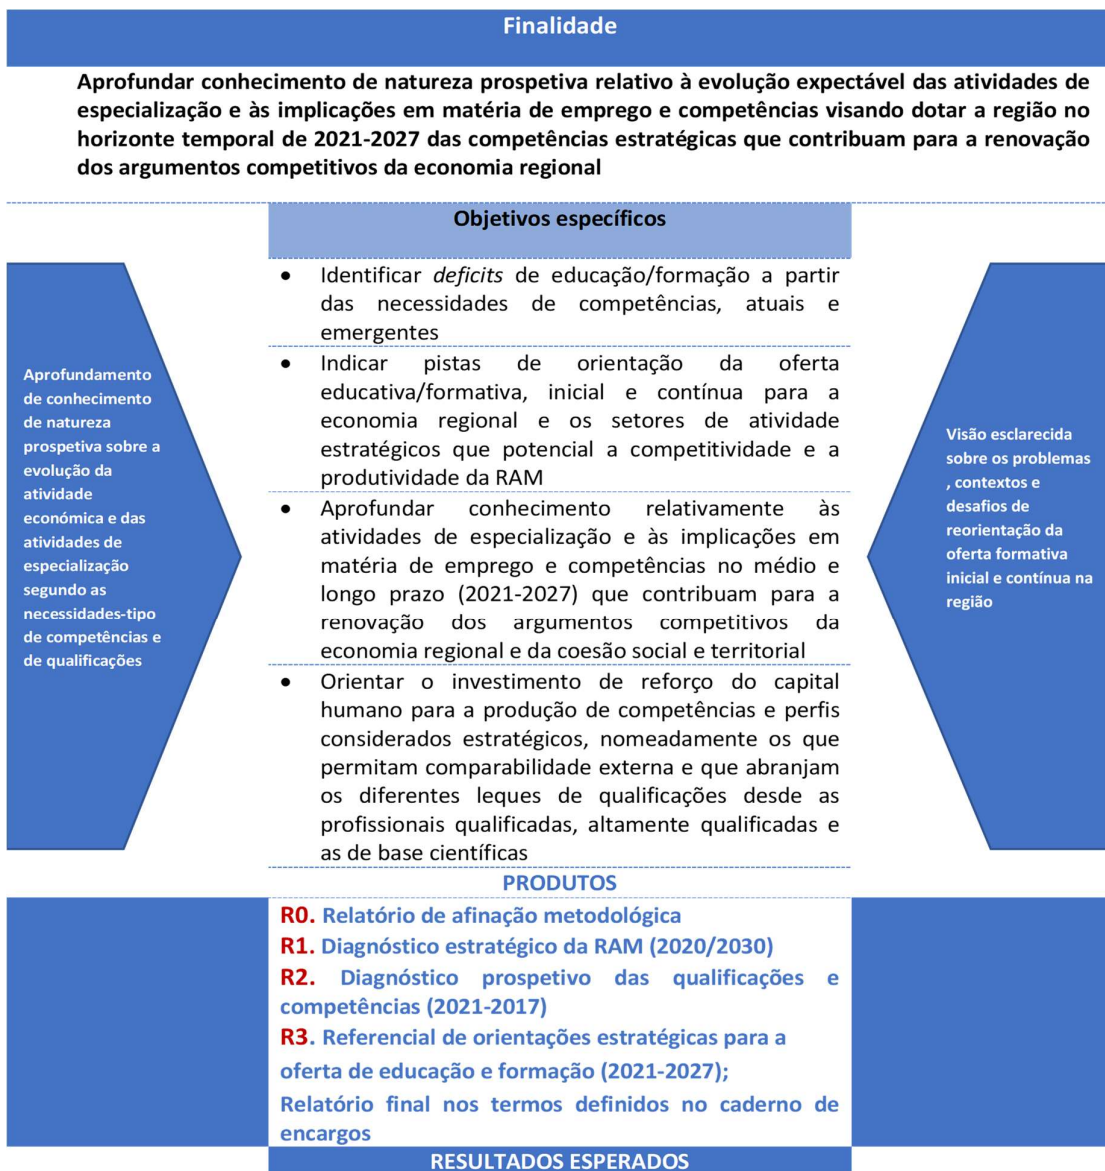 Finalidade
Aprofundar conhecimento de natureza prospetiva relativo à evolução expectável das atividades de
especialização e às implicações em matéria de emprego e competências visando dotar a região no
horizonte temporal de 2021-2027 das competências estratégicas que contribuam para a renovação
dos argumentos competitivos da economia regional
Objetivos específicos
Aprofundamento
de conhecimento
de natureza
prospetiva sobre a
evolução da
atividade
económica e das
atividades de
especialização
segundo as
necessidades-tipo
de competências e
de qualificações
• Identificar deficits de educação/formação a partir
das necessidades de competências, atuais e
emergentes
• Indicar pistas de orientação da oferta
educativa/formativa, inicial e contínua para a
economia regional e os setores de atividade
estratégicos que potencial a competitividade e a
produtividade da RAM
• Aprofundar conhecimento relativamente às
atividades de especialização e às implicações em
matéria de emprego e competências no médio e
longo prazo (2021-2027) que contribuam para a
renovação dos argumentos competitivos da
economia regional e da coesão social e territorial
• Orientar o investimento de reforço do capital
humano para a produção de competências e perfis
considerados estratégicos, nomeadamente os que
permitam comparabilidade externa e que abranjam
os diferentes leques de qualificações desde as
profissionais qualificadas, altamente qualificadas e
as de base científicas
Visão esclarecida
sobre os problemas
, contextos e
desafios de
reorientação da
oferta formativa
inicial e contínua na
região
PRODUTOS
R0. Relatório de afinação metodológica
R1. Diagnóstico estratégico da RAM (2020/2030)
R2. Diagnóstico prospetivo das qualificações e
competências (2021-2017)
R3. Referencial de orientações estratégicas para a
oferta de educação e formação (2021-2027);
Relatório final nos termos definidos no caderno de
encargos
RESULTADOS ESPERADOS